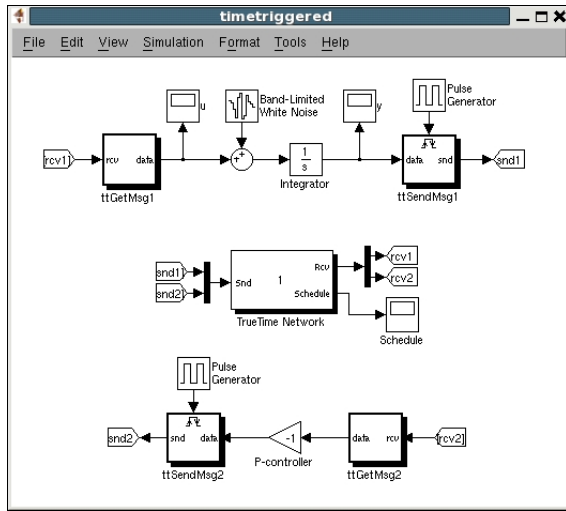 timetriggered
File Edit View Simulation Format Tools Help
Pulse
Generator
u
Band-Limited
White Noise
y
[rcv1]
rcv data
ttGetMsg1
++
1
s
Integrator
data snd
ttSendMsg1
snd1
[snd1]
[snd2]
Snd
1
Rcv
Schedule
TrueTime Network
rcv1
rcv2
Schedule
Pulse
Generator
snd2
snd data
ttSendMsg2
-1
P-controller
data rcv
ttGetMsg2
[rcv2]